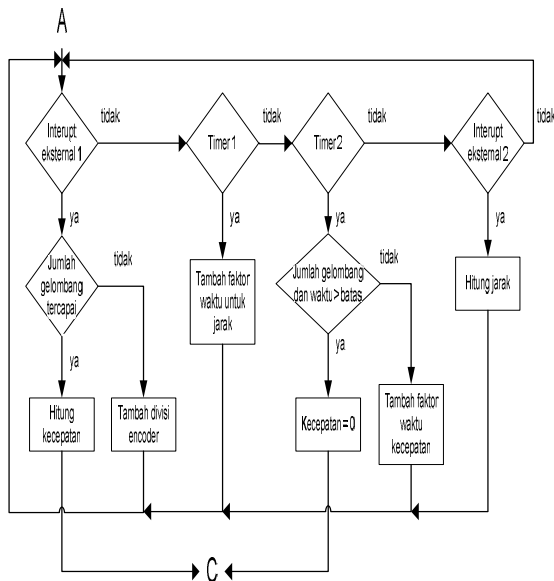 A
Interupt
eksternal 1
tidak
Timer1
tidak
Timer2
tidak
Interupt
eksternal 2
tidak
ya
ya
ya
ya
Jumlah
gelombang
tercapai
tidak
Tambah faktor
waktu untuk
jarak
Jumlah gelombang
dan waktu > batas
tidak
Hitung jarak
ya
ya
Hitung
kecepatan
Tambah divisi
encoder
Kecepatan = 0
Tambah faktor
waktu
kecepatan
C